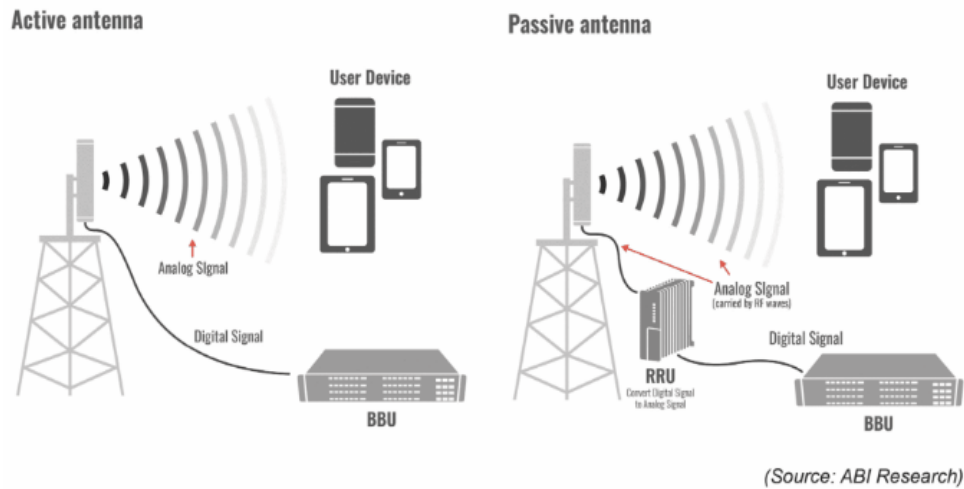 Active antenna
User Device
Analog SIgnal
Digital Signal
BBU
Passive antenna
User Device
Analog SIgnal
(carried by RF waves)
Digital Signal
RRU
Convert Digital Signal
to Analog Signal
BBU
(Source: ABI Research)